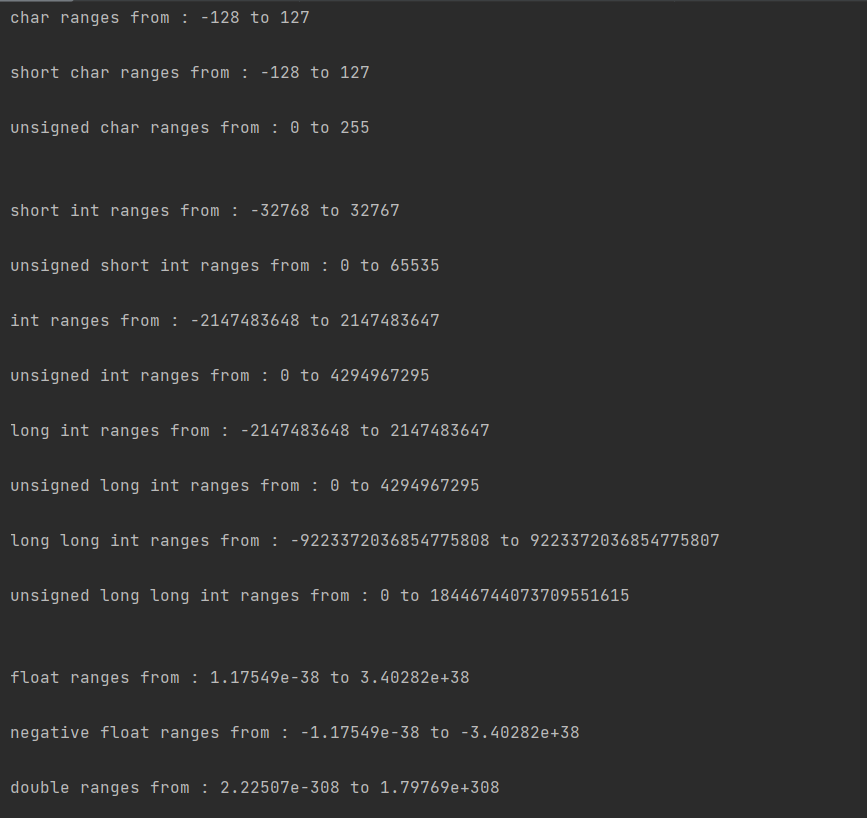 char ranges from : -128 to 127
short char ranges from : -128 to 127
unsigned char ranges from : 0 to 255
short int ranges from : -32768 to 32767
unsigned short int ranges from : 0 to 65535
int ranges from : -2147483648 to 2147483647
unsigned int ranges from : 0 to 4294967295
long int ranges from : -2147483648 to 2147483647
unsigned long int ranges from : 0 to 4294967295
long long int ranges from : -9223372036854775808 to 9223372036854775807
unsigned long long int ranges from : 0 to 18446744073709551615
float ranges from : 1.17549e-38 to 3.40282e+38
negative float ranges from : -1.17549e-38 to -3.40282e+38
double ranges from : 2.22507e-308 to 1.79769e+308